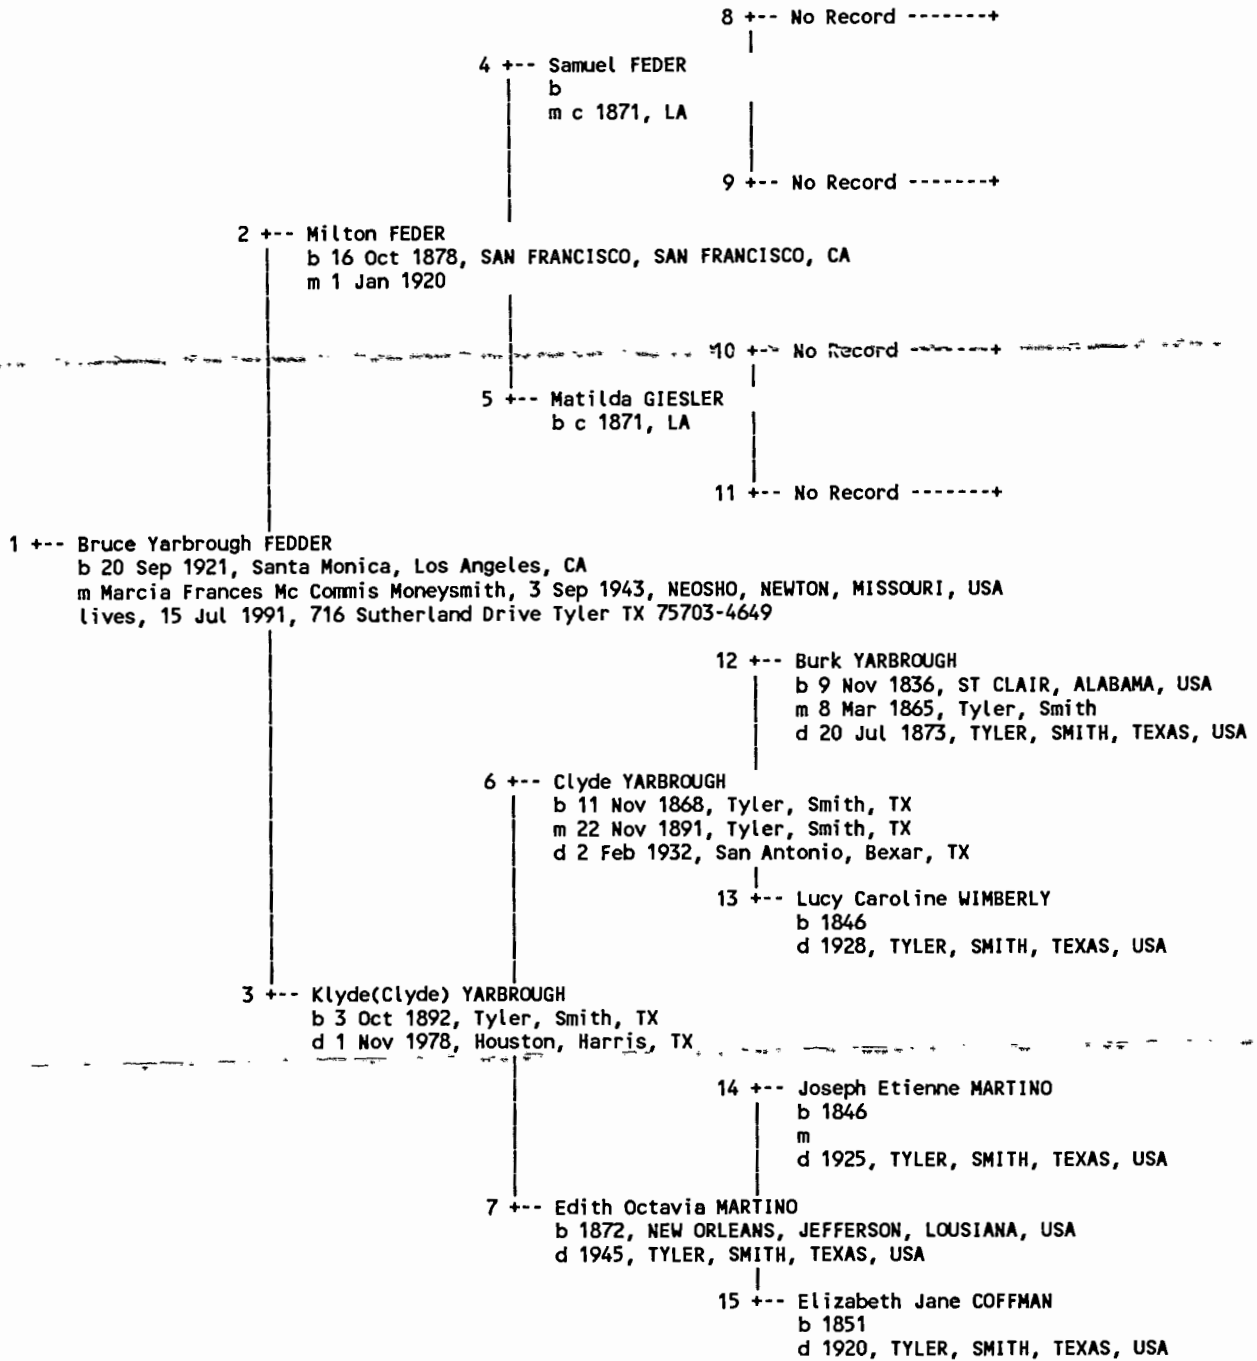 8 +-- No Record -------+
4 +-- Samuel FEDER
b
m c 1871, LA
9 +-- No Record -------+
2 +-- Milton FEDER
b 16 Oct 1878, SAN FRANCISCO, SAN FRANCISCO, CA
m 1 Jan 1920
10 +-- No Record -------+
5 +-- Matilda GIESLER
b c 1871, LA
11 +-- No Record -------+
1 +-- Bruce Yarbrough FEDDER
b 20 Sep 1921, Santa Monica, Los Angeles, CA
m Marcia Frances Mc Commis Moneysmith, 3 Sep 1943, NEOSHO, NEWTON, MISSOURI, USA
lives, 15 Jul 1991, 716 Sutherland Drive Tyler TX 75703-4649
12 +-- Burk YARBROUGH
b 9 Nov 1836, ST CLAIR, ALABAMA, USA
m 8 Mar 1865, Tyler, Smith
d 20 Jul 1873, TYLER, SMITH, TEXAS, USA
6 +-- Clyde YARBROUGH
b 11 Nov 1868, Tyler, Smith, TX
m 22 Nov 1891, Tyler, Smith, TX
d 2 Feb 1932, San Antonio, Bexar, TX
13 +-- Lucy Caroline WIMBERLY
b 1846
d 1928, TYLER, SMITH, TEXAS, USA
3 +-- Klyde(Clyde) YARBROUGH
b 3 Oct 1892, Tyler, Smith, TX
d 1 Nov 1978, Houston, Harris, TX
14 +-- Joseph Etienne MARTINO
b 1846
m
d 1925, TYLER, SMITH, TEXAS, USA
7 +-- Edith Octavia MARTINO
b 1872, NEW ORLEANS, JEFFERSON, LOUSIANA, USA
d 1945, TYLER, SMITH, TEXAS, USA
15 +-- Elizabeth Jane COFFMAN
b 1851
d 1920, TYLER, SMITH, TEXAS, USA